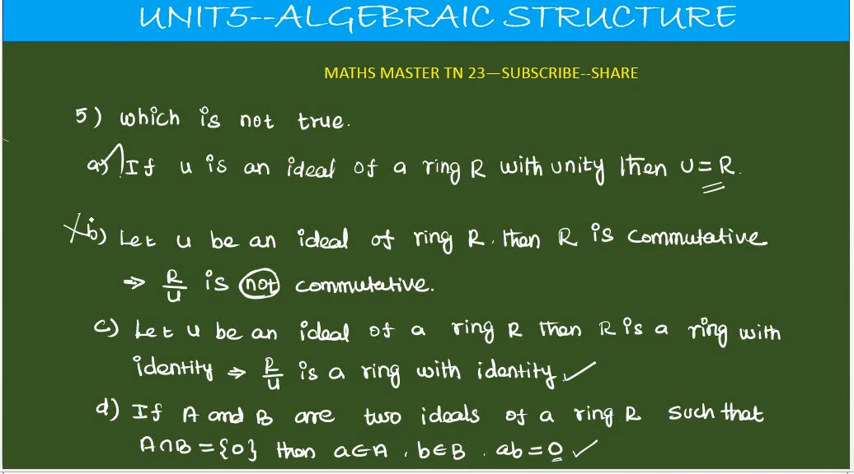 UNIT5--ALGEBRAIC STRUCTURE
MATHS MASTER TN 23—SUBSCRIBE--SHARE
5) which is not true.
a) If u is an ideal of a ring R with unity then U = R.
b) Let u be an ideal of ring R. then R is commutative
⇒ R/u is not commutative.
c) Let u be an ideal of a ring R then R is a ring with
identity ⇒ R/u is a ring with identity ✓
d) If A and B are two ideals of a ring R such that
A∩B = {0} then a∈A, b∈B. ab = 0 ✓